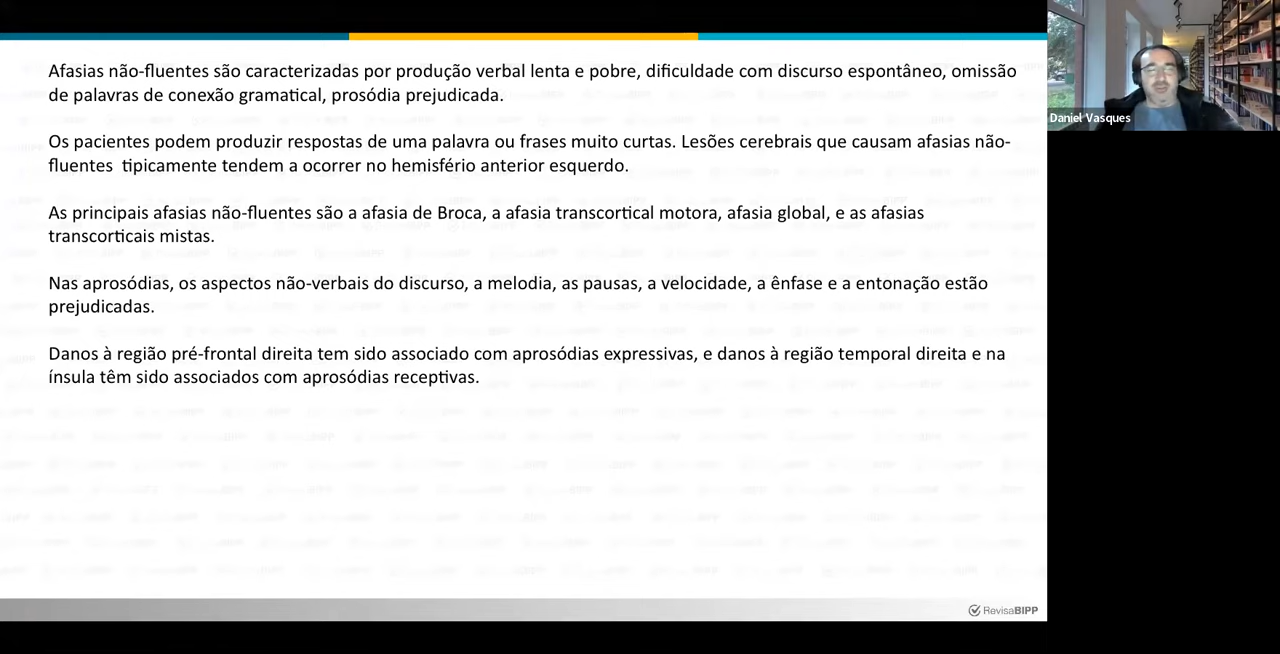 Afasias não-fluentes são caracterizadas por produção verbal lenta e pobre, dificuldade com discurso espontâneo, omissão
de palavras de conexão gramatical, prosódia prejudicada.
Os pacientes podem produzir respostas de uma palavra ou frases muito curtas. Lesões cerebrais que causam afasias não-
fluentes  tipicamente tendem a ocorrer no hemisfério anterior esquerdo.
As principais afasias não-fluentes são a afasia de Broca, a afasia transcortical motora, afasia global, e as afasias
transcorticais mistas.
Nas aprosódias, os aspectos não-verbais do discurso, a melodia, as pausas, a velocidade, a ênfase e a entonação estão
prejudicadas.
Danos à região pré-frontal direita tem sido associado com aprosódias expressivas, e danos à região temporal direita e na
ínsula têm sido associados com aprosódias receptivas.
Daniel Vasques
RevisaBIPP